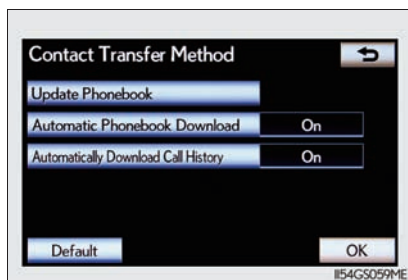 Contact Transfer Method
Update Phonebook
Automatic Phonebook Download On
Automatically Download Call History On
Default OK
II54GS059ME